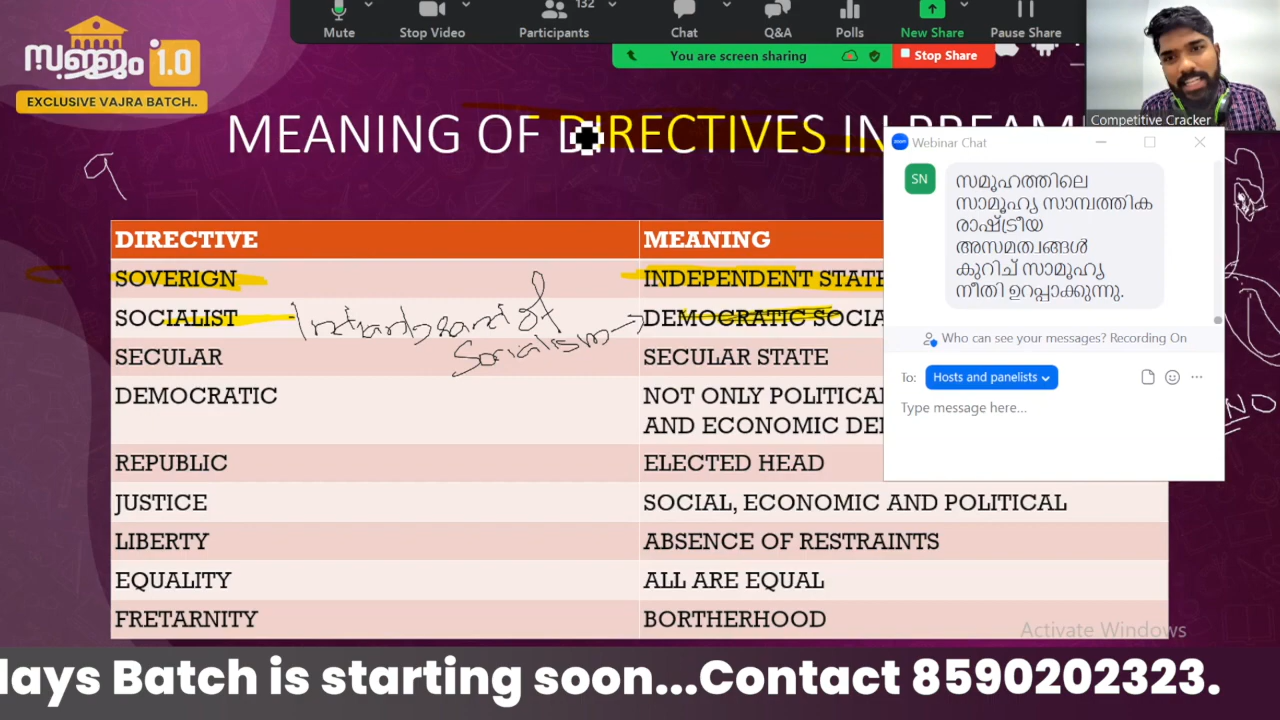 Mute
Stop Video
132
Participants
Chat
Q&A
Polls
New Share
Pause Share
You are screen sharing
Stop Share
i.0
EXCLUSIVE VAJRA BATCH..
Competitive Cracker
MEANING OF DIRECTIVES IN PREAM
9
Webinar Chat
SN
സമൂഹത്തിലെ
സാമൂഹ്യ സാമ്പത്തിക
രാഷ്ട്രീയ
അസമത്വങ്ങൾ
കുറിച് സാമൂഹ്യ
നീതി ഉറപ്പാക്കുന്നു.
Who can see your messages? Recording On
To: Hosts and panelists
Type message here...
DIRECTIVE MEANING
SOVERIGN INDEPENDENT STATE
SOCIALIST DEMOCRATIC SOCIA
of
Socialism
SECULAR SECULAR STATE
DEMOCRATIC NOT ONLY POLITICA
AND ECONOMIC DE
REPUBLIC ELECTED HEAD
JUSTICE SOCIAL, ECONOMIC AND POLITICAL
LIBERTY ABSENCE OF RESTRAINTS
EQUALITY ALL ARE EQUAL
FRETARNITY BORTHERHOOD
Activate Windows
lays Batch is starting soon...Contact 8590202323.